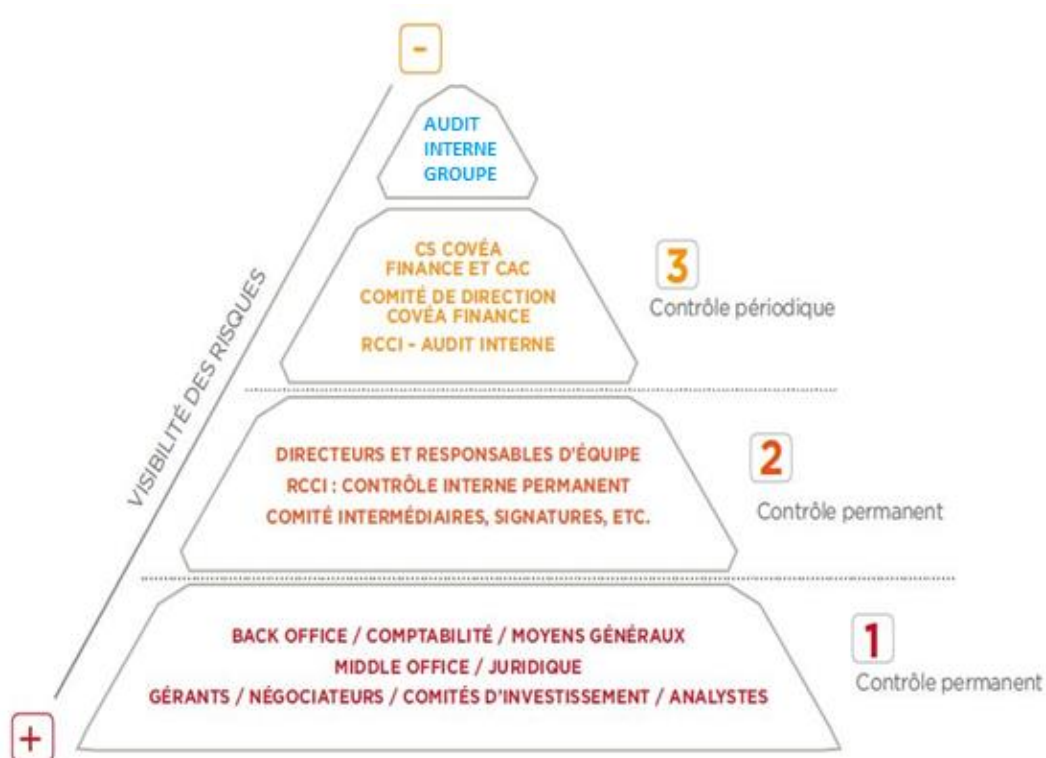 -
AUDIT
INTERNE
GROUPE
CS COVÉA
FINANCE ET CAC
COMITÉ DE DIRECTION
COVÉA FINANCE
RCCI - AUDIT INTERNE
3
Contrôle périodique
VISIBILITÉ DES RISQUES
DIRECTEURS ET RESPONSABLES D'ÉQUIPE
RCCI : CONTRÔLE INTERNE PERMANENT
COMITÉ INTERMÉDIAIRES, SIGNATURES, ETC.
2
Contrôle permanent
BACK OFFICE / COMPTABILITÉ / MOYENS GÉNÉRAUX
MIDDLE OFFICE / JURIDIQUE
GÉRANTS / NÉGOCIATEURS / COMITÉS D'INVESTISSEMENT / ANALYSTES
1
Contrôle permanent
+